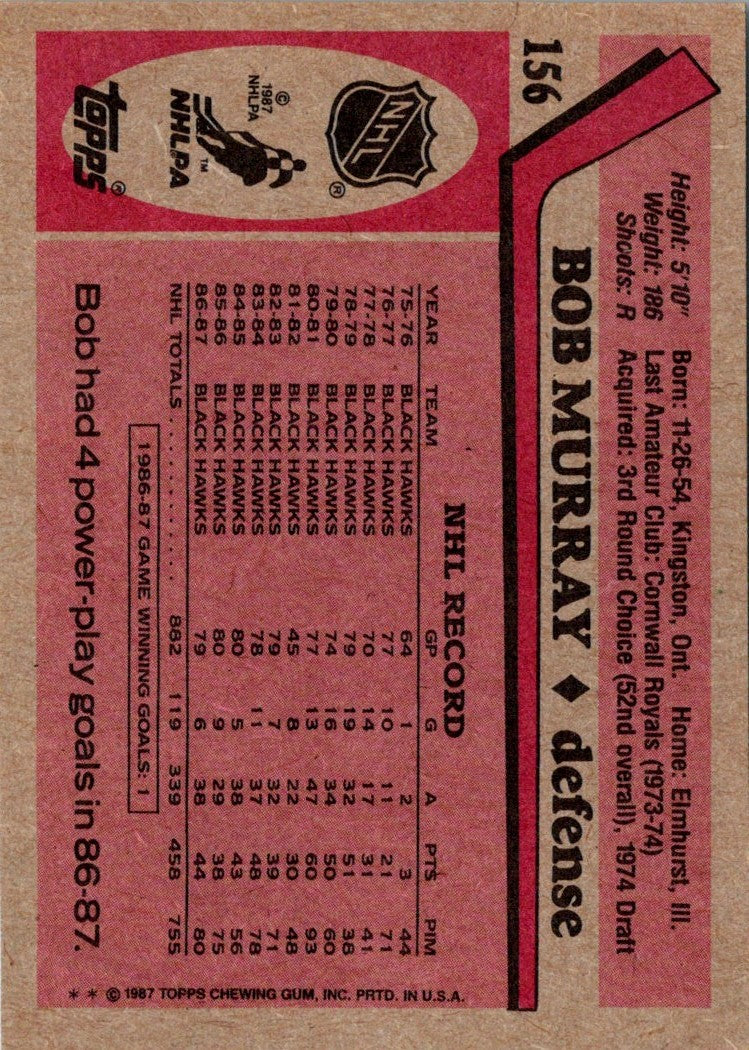 156
Height: 5'10" Born: 11-26-54, Kingston, Ont. Home: Elmhurst, Ill.
Weight: 186 Last Amateur Club: Cornwall Royals (1973-74)
Shoots: R Acquired: 3rd Round Choice (52nd overall), 1974 Draft
BOB MURRAY ♦ defense
NHL ®
© 1987 NHLPA
NHLPA ™
TOPPS ®
NHL RECORD
YEAR TEAM GP G A PTS PIM
75-76 BLACK HAWKS 64 1 2 3 44
76-77 BLACK HAWKS 77 10 11 21 71
77-78 BLACK HAWKS 70 14 17 31 41
78-79 BLACK HAWKS 79 19 32 51 38
79-80 BLACK HAWKS 74 16 34 50 60
80-81 BLACK HAWKS 77 13 47 60 93
81-82 BLACK HAWKS 45 8 22 30 48
82-83 BLACK HAWKS 79 7 32 39 71
83-84 BLACK HAWKS 78 11 37 48 78
84-85 BLACK HAWKS 80 5 38 43 56
85-86 BLACK HAWKS 80 9 29 38 75
86-87 BLACK HAWKS 79 6 38 44 80
NHL TOTALS . . . . . . . . . . . . 882 119 339 458 755
1986-87 GAME WINNING GOALS: 1
Bob had 4 power-play goals in 86-87.
* * © 1987 TOPPS CHEWING GUM, INC. PRTD. IN U.S.A.